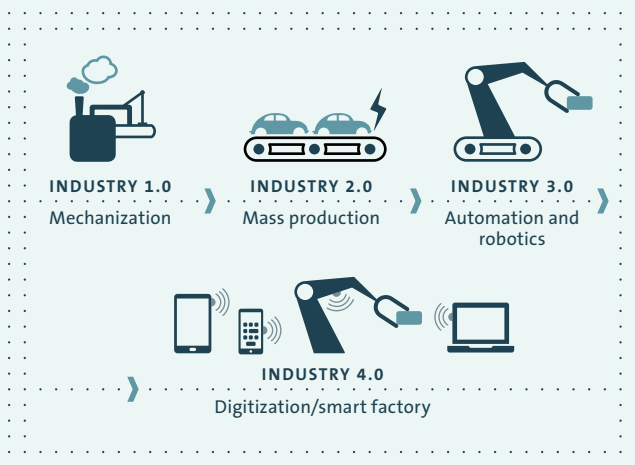 INDUSTRY 1.0
Mechanization
INDUSTRY 2.0
Mass production
INDUSTRY 3.0
Automation and
robotics
INDUSTRY 4.0
Digitization/smart factory